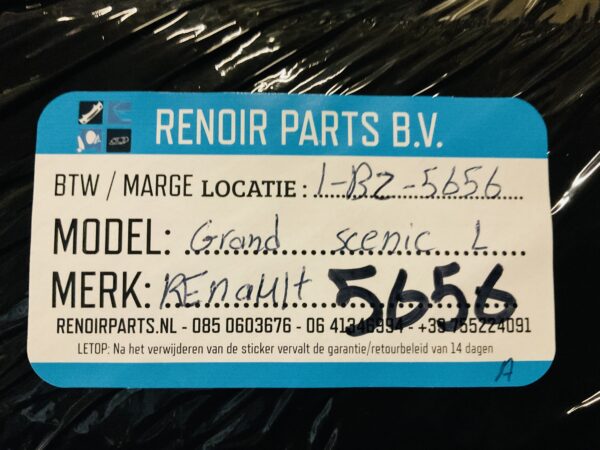 RENOIR PARTS B.V.
BTW / MARGE LOCATIE: 1-BZ-5656
MODEL: Grand scenic L
MERK: RENAULT 5656
RENOIRPARTS.NL - 085 0603676 - 06 41346994 - +39 755224091
LETOP: Na het verwijderen van de sticker vervalt de garantie/retourbeleid van 14 dagen
A